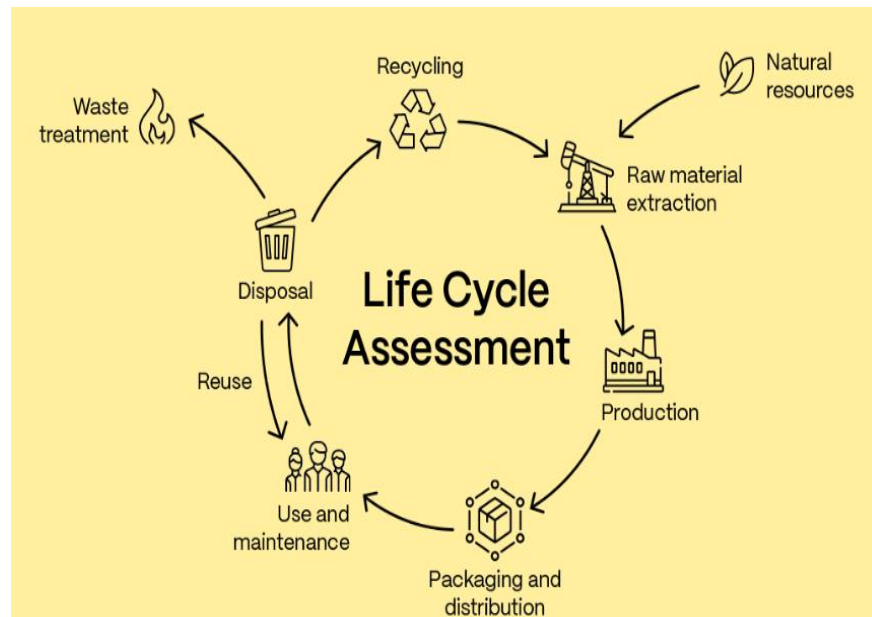 Recycling
Natural
resources
Waste
treatment
Raw material
extraction
Disposal
Life Cycle
Assessment
Reuse
Production
Use and
maintenance
Packaging and
distribution